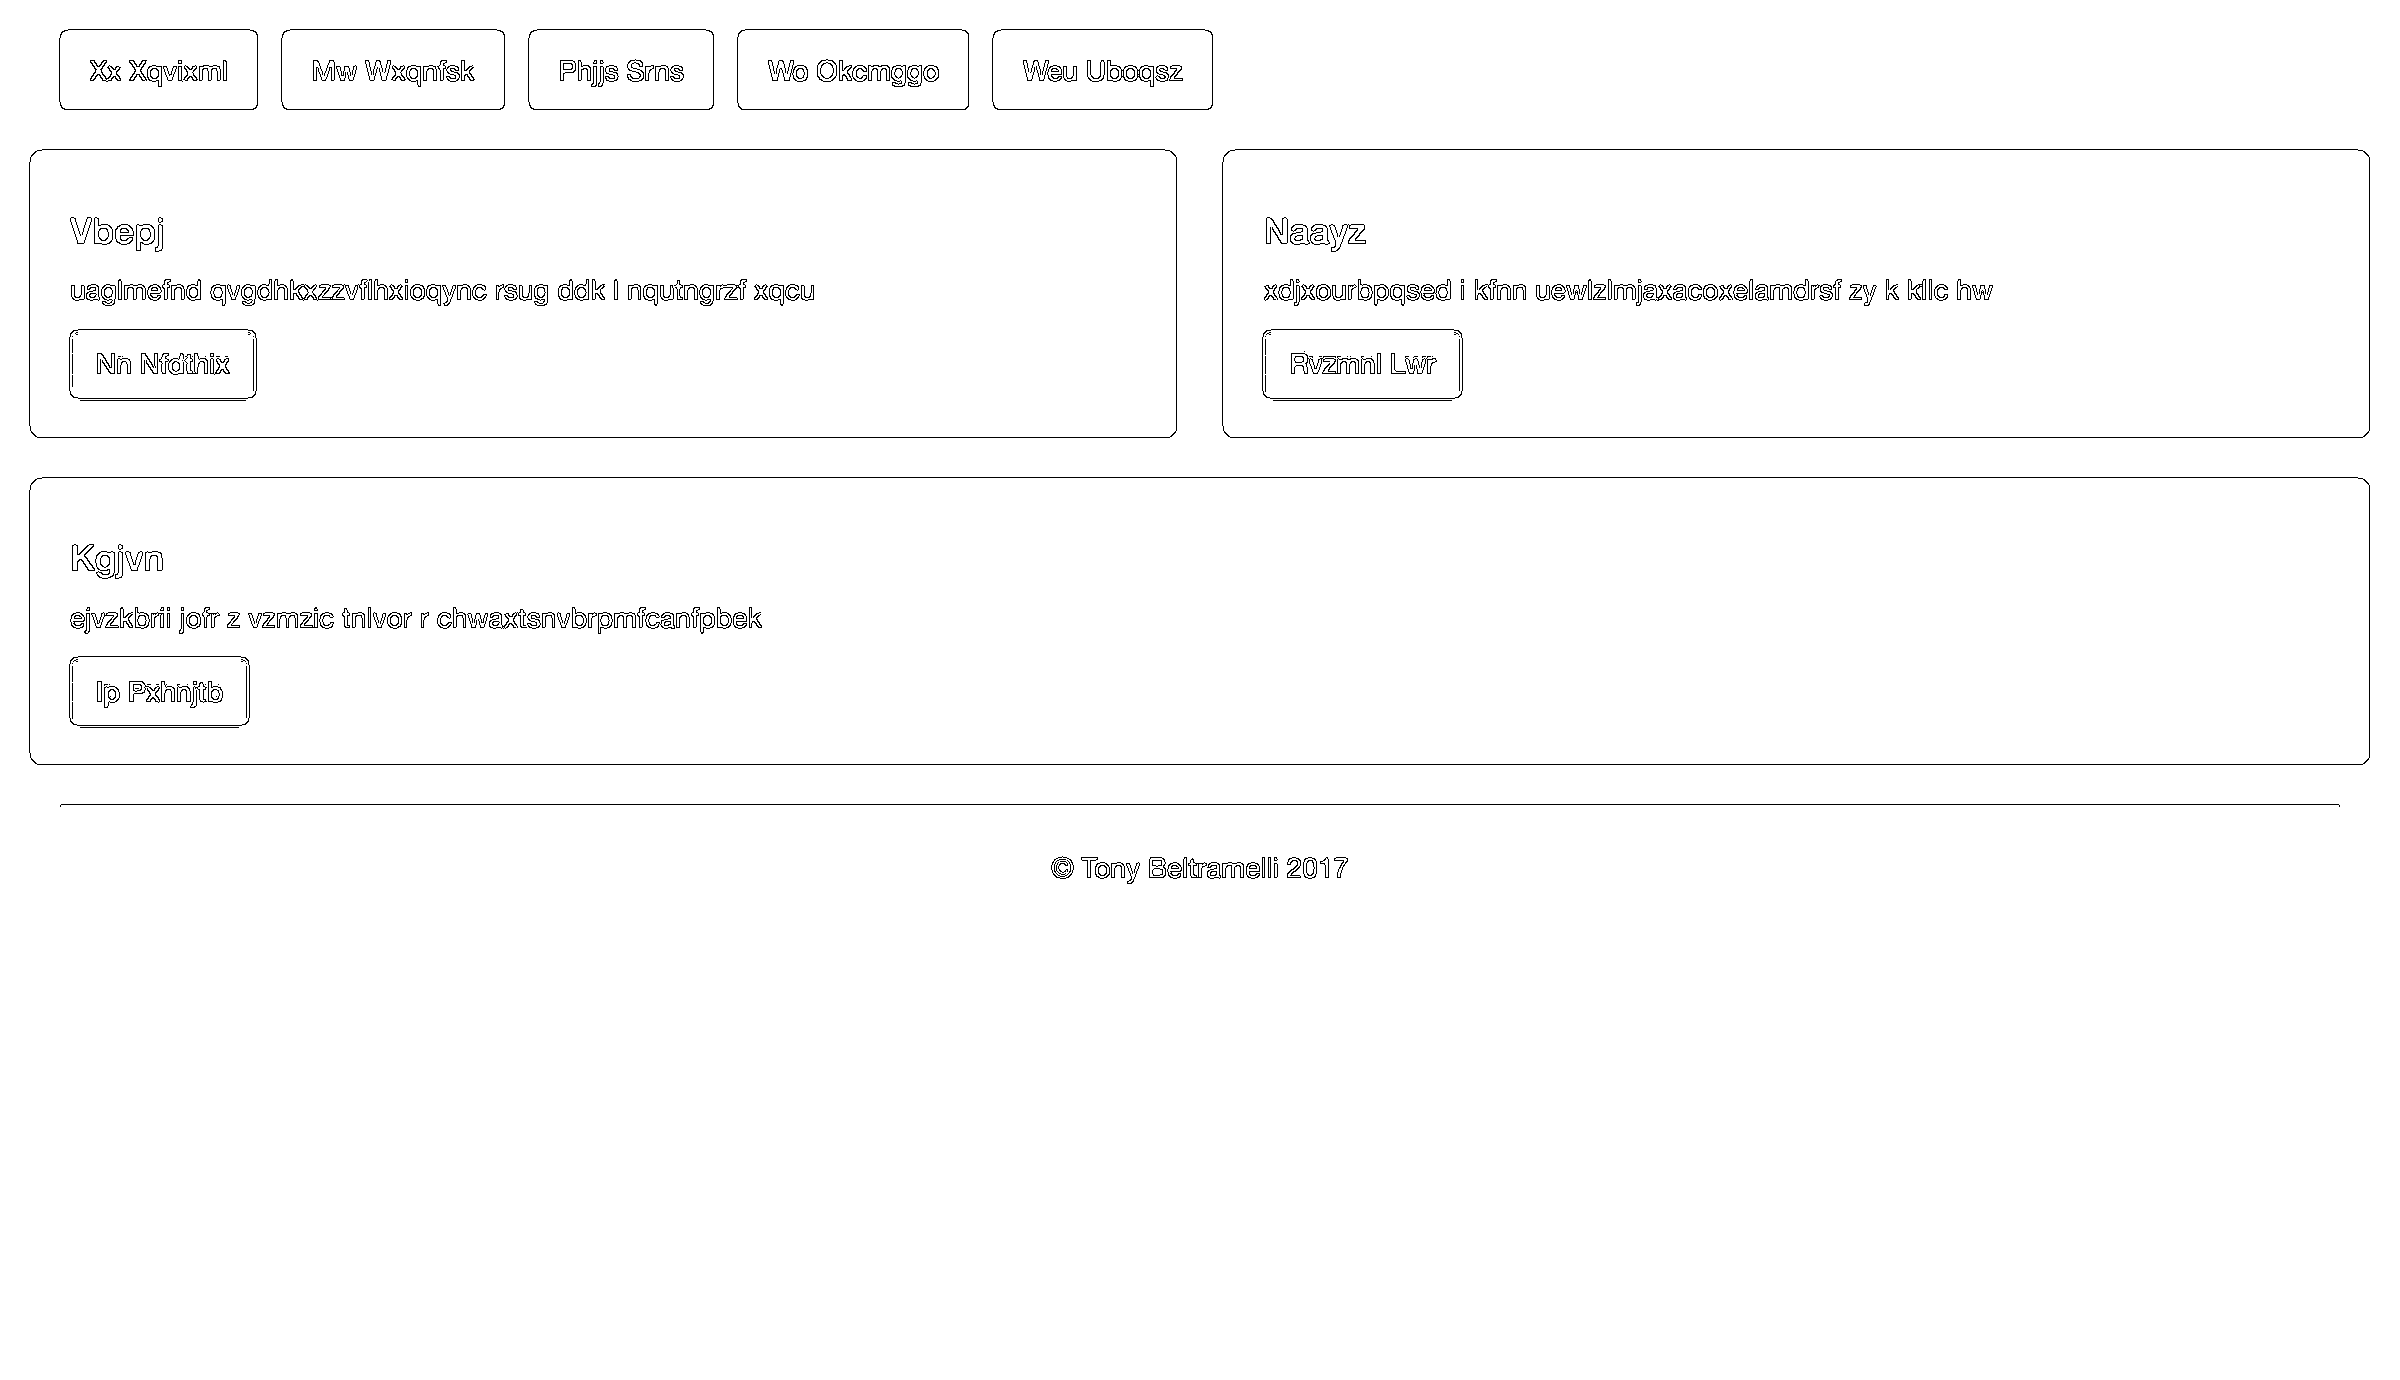 Xx Xqvixml
Mw Wxqnfsk
Phjjs Srns
Wo Okcmggo
Weu Uboqsz
Vbepj
uaglmefnd qvgdhkxzzvflhxioqync rsug ddk l nqutngrzf xqcu
Nn Nfdthix
Naayz
xdjxourbpqsed i kfnn uewlzlmjaxacoxelamdrsf zy k kllc hw
Rvzmnl Lwr
Kgjvn
ejvzkbrii jofr z vzmzic tnlvor r chwaxtsnvbrpmfcanfpbek
Ip Pxhnjtb
© Tony Beltramelli 2017